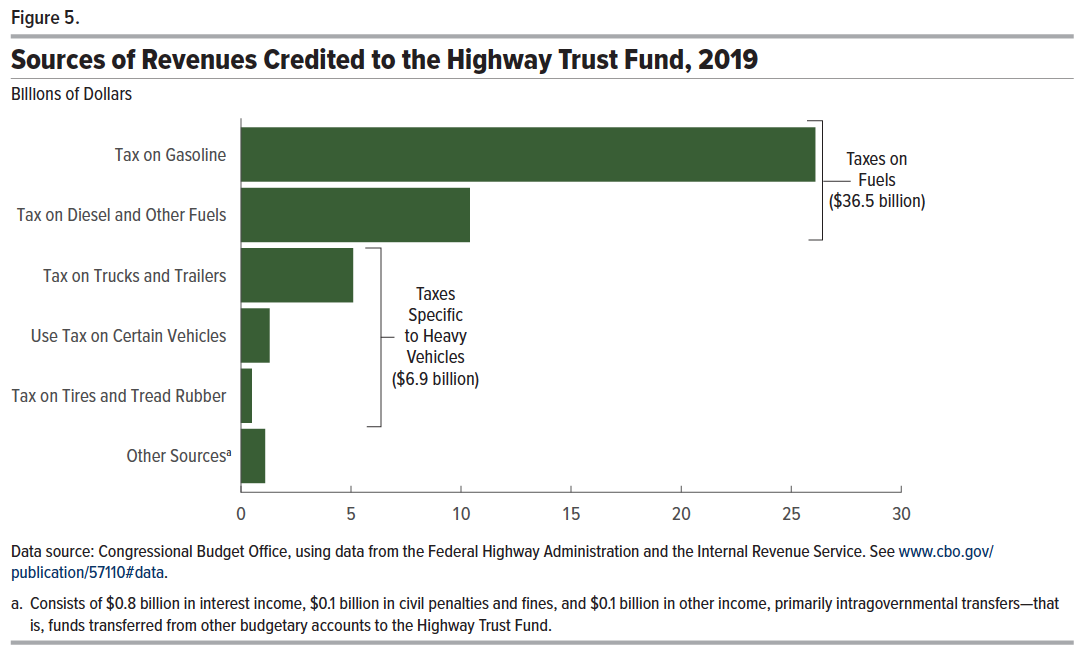 Figure 5.
Sources of Revenues Credited to the Highway Trust Fund, 2019
Billions of Dollars
Tax on Gasoline
Tax on Diesel and Other Fuels
Tax on Trucks and Trailers
Use Tax on Certain Vehicles
Tax on Tires and Tread Rubber
Other Sourcesᵃ
Taxes on
Fuels
($36.5 billion)
Taxes
Specific
to Heavy
Vehicles
($6.9 billion)
0 5 10 15 20 25 30
Data source: Congressional Budget Office, using data from the Federal Highway Administration and the Internal Revenue Service. See www.cbo.gov/
publication/57110#data.
a. Consists of $0.8 billion in interest income, $0.1 billion in civil penalties and fines, and $0.1 billion in other income, primarily intragovernmental transfers—that
is, funds transferred from other budgetary accounts to the Highway Trust Fund.